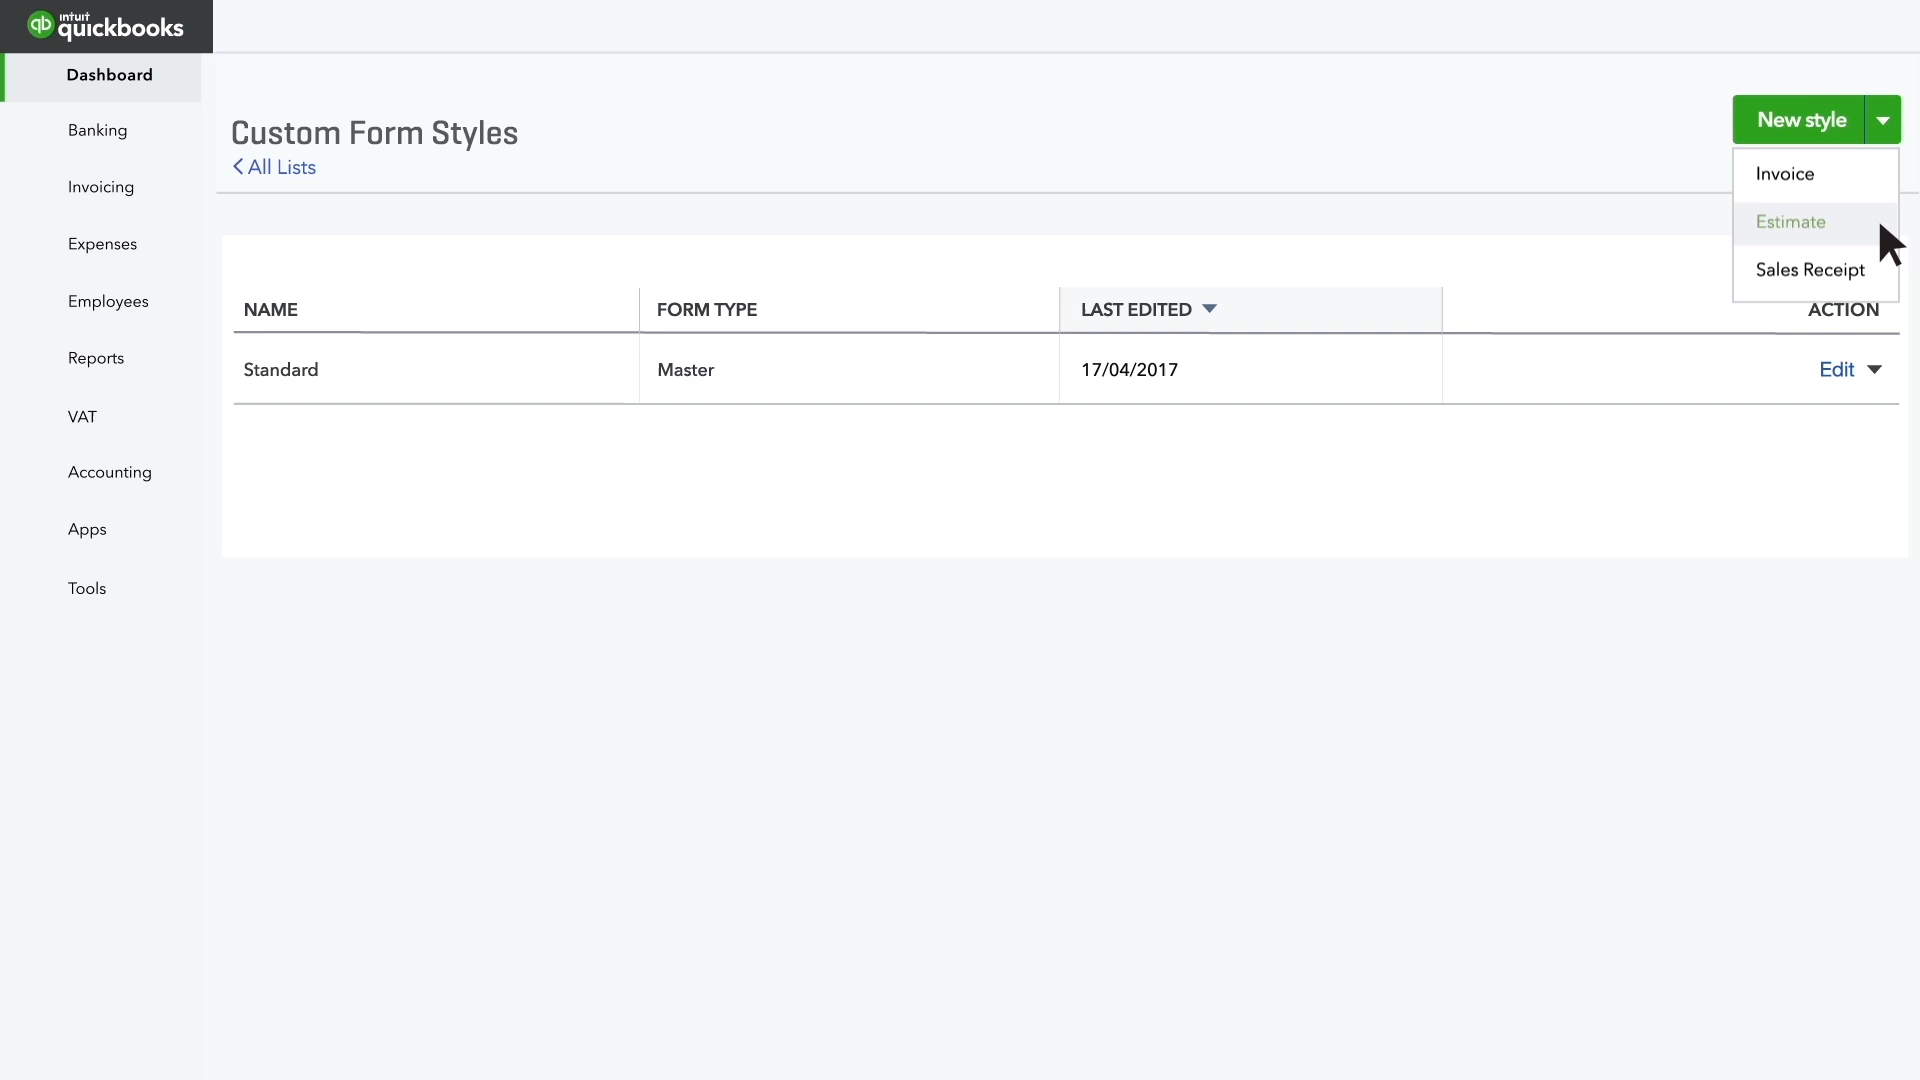 intuit
quickbooks
Dashboard
Banking
Invoicing
Expenses
Employees
Reports
VAT
Accounting
Apps
Tools
Custom Form Styles
All Lists
New style
Invoice
Estimate
Sales Receipt
NAME FORM TYPE LAST EDITED ACTION
Standard Master 17/04/2017 Edit